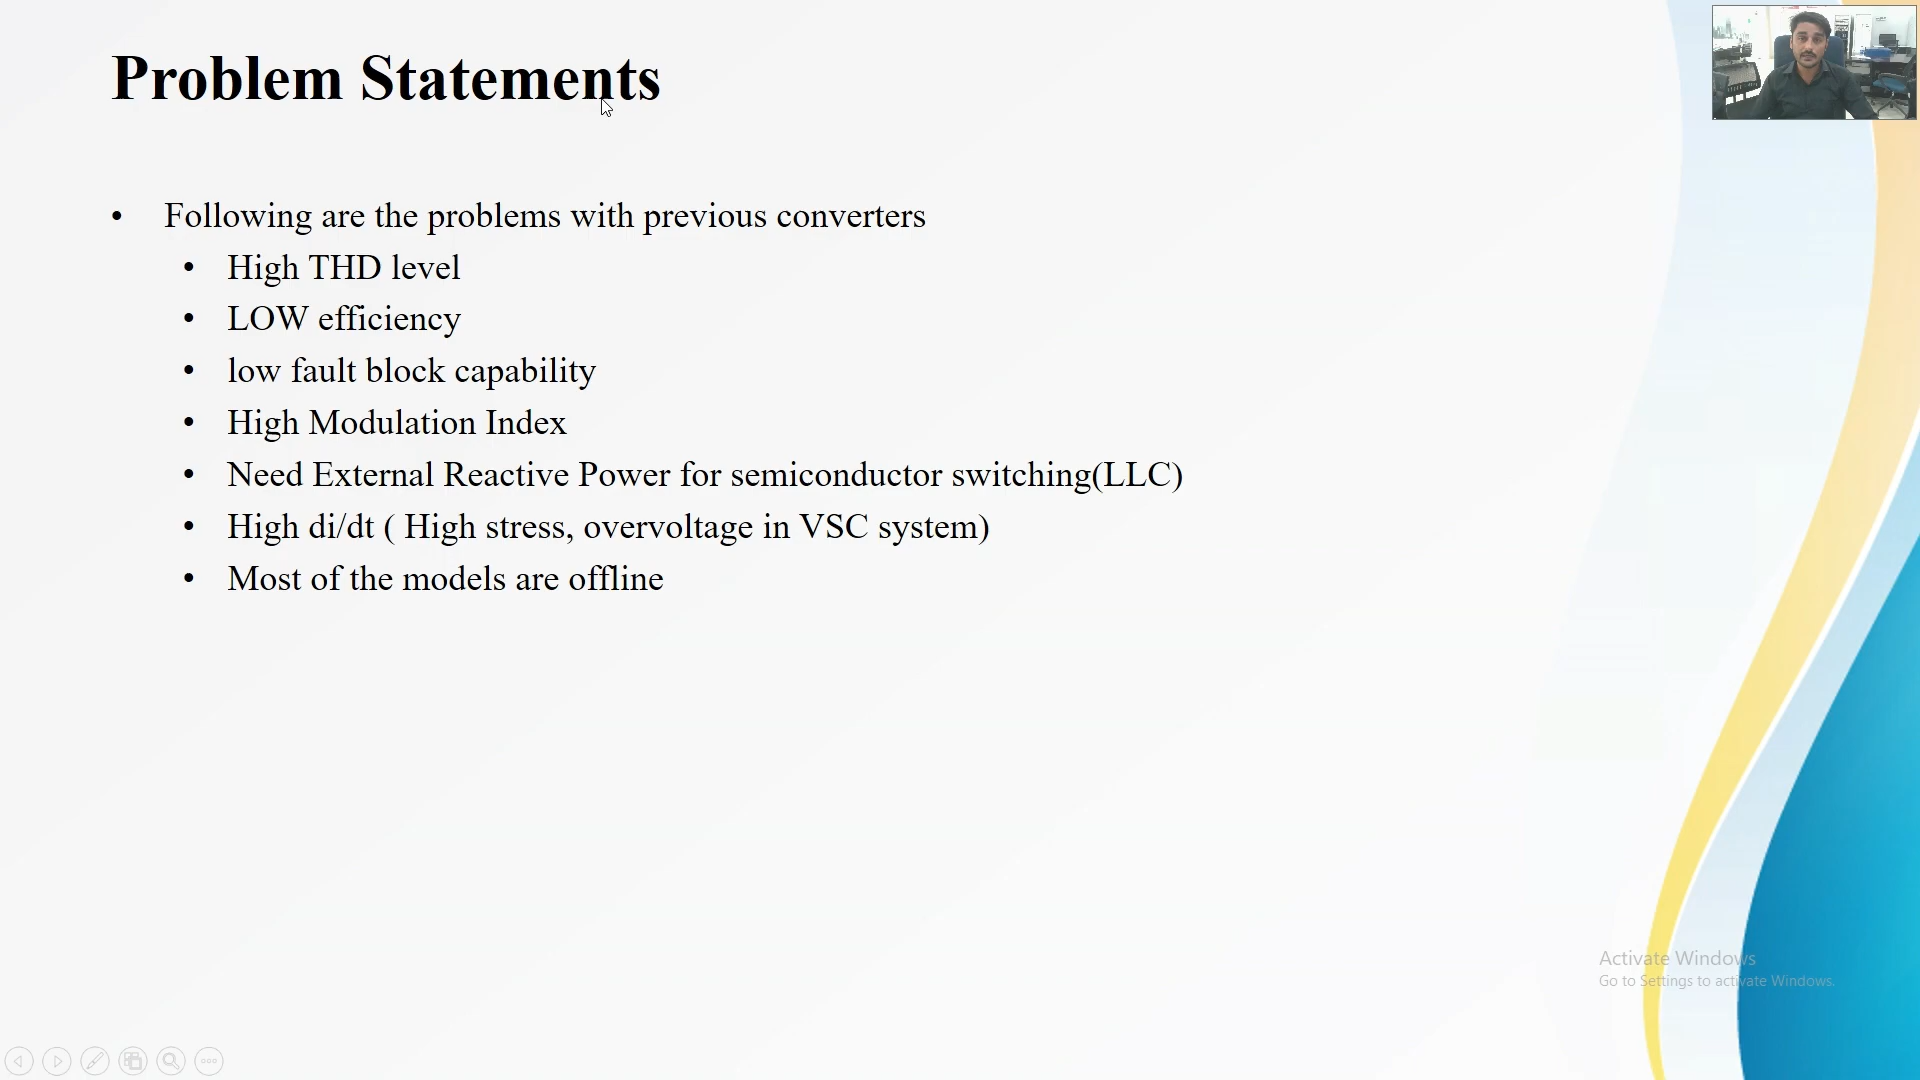 Problem Statements
• Following are the problems with previous converters
• High THD level
• LOW efficiency
• low fault block capability
• High Modulation Index
• Need External Reactive Power for semiconductor switching(LLC)
• High di/dt ( High stress, overvoltage in VSC system)
• Most of the models are offline
Activate Windows
Go to Settings to activate Windows.